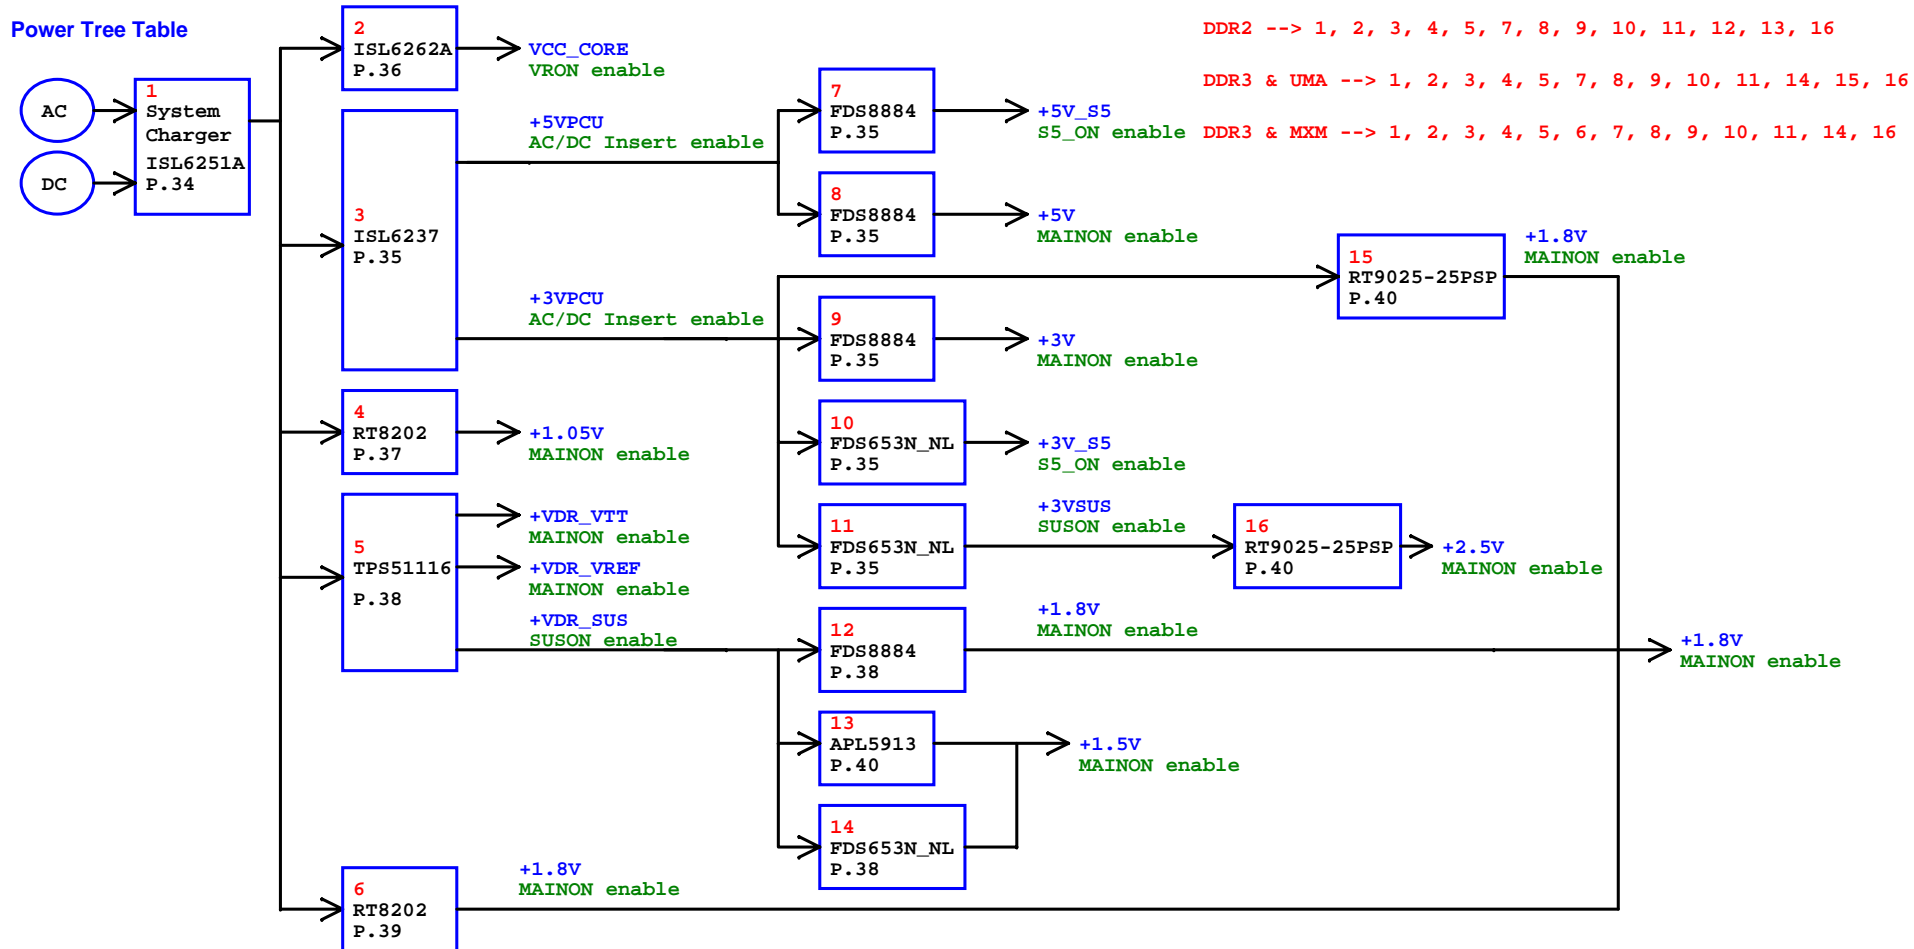 Power Tree Table
DDR2 --> 1, 2, 3, 4, 5, 7, 8, 9, 10, 11, 12, 13, 16
DDR3 & UMA --> 1, 2, 3, 4, 5, 7, 8, 9, 10, 11, 14, 15, 16
DDR3 & MXM --> 1, 2, 3, 4, 5, 6, 7, 8, 9, 10, 11, 14, 16
AC
DC
1
System
Charger
ISL6251A
P.34
2
ISL6262A
P.36
VCC_CORE
VRON enable
3
ISL6237
P.35
+5VPCU
AC/DC Insert enable
+3VPCU
AC/DC Insert enable
4
RT8202
P.37
+1.05V
MAINON enable
5
TPS51116
P.38
+VDR_VTT
MAINON enable
+VDR_VREF
MAINON enable
+VDR_SUS
SUSON enable
6
RT8202
P.39
+1.8V
MAINON enable
7
FDS8884
P.35
+5V_S5
S5_ON enable
8
FDS8884
P.35
+5V
MAINON enable
9
FDS8884
P.35
+3V
MAINON enable
10
FDS653N_NL
P.35
+3V_S5
S5_ON enable
11
FDS653N_NL
P.35
+3VSUS
SUSON enable
12
FDS8884
P.38
+1.8V
MAINON enable
13
APL5913
P.40
+1.5V
MAINON enable
14
FDS653N_NL
P.38
15
RT9025-25PSP
P.40
+1.8V
MAINON enable
16
RT9025-25PSP
P.40
+2.5V
MAINON enable
+1.8V
MAINON enable